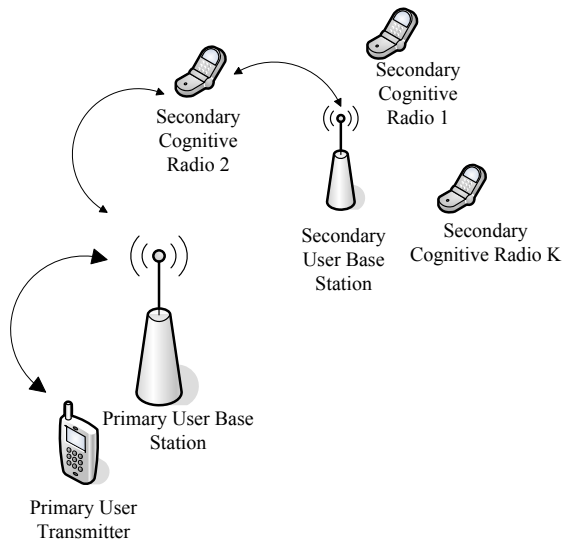 Secondary
Cognitive
Radio 1
Secondary
Cognitive
Radio 2
Secondary
User Base
Station
Secondary
Cognitive Radio K
Primary User Base
Station
Primary User
Transmitter